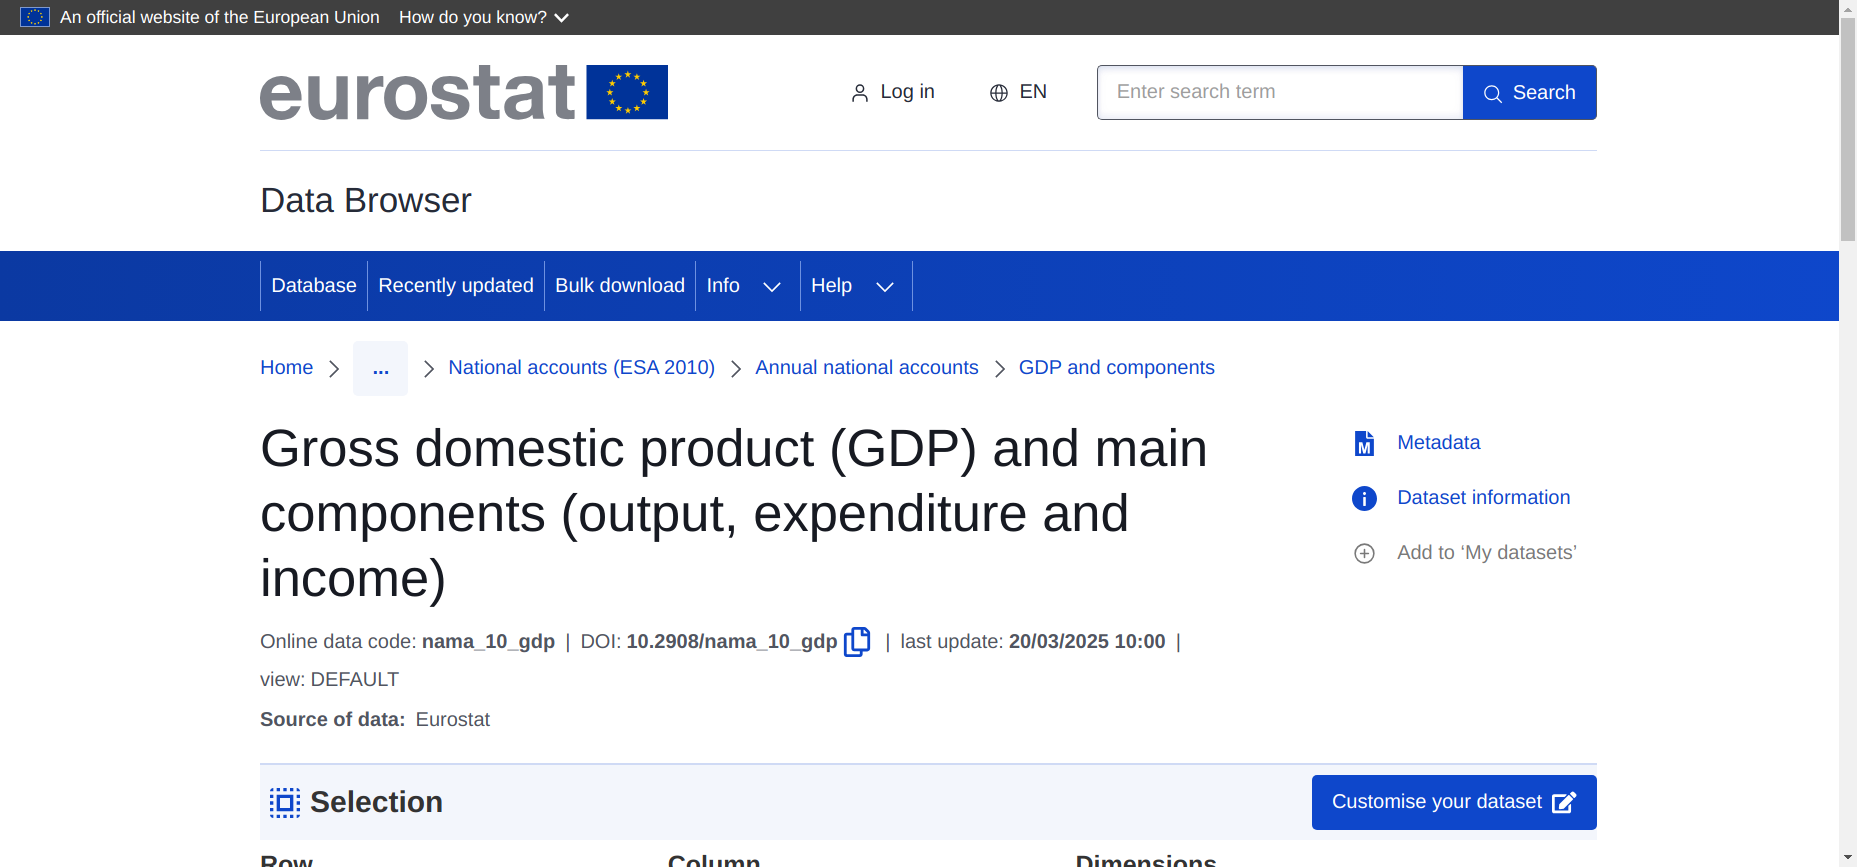 An official website of the European Union How do you know?
eurostat
Log in
EN
Enter search term
Search
Data Browser
Database
Recently updated
Bulk download
Info
Help
Home
...
National accounts (ESA 2010)
Annual national accounts
GDP and components
Gross domestic product (GDP) and main
components (output, expenditure and
income)
Metadata
Dataset information
Add to ‘My datasets’
Online data code: nama_10_gdp | DOI: 10.2908/nama_10_gdp | last update: 20/03/2025 10:00 |
view: DEFAULT
Source of data: Eurostat
Selection
Customise your dataset
Row
Column
Dimensions